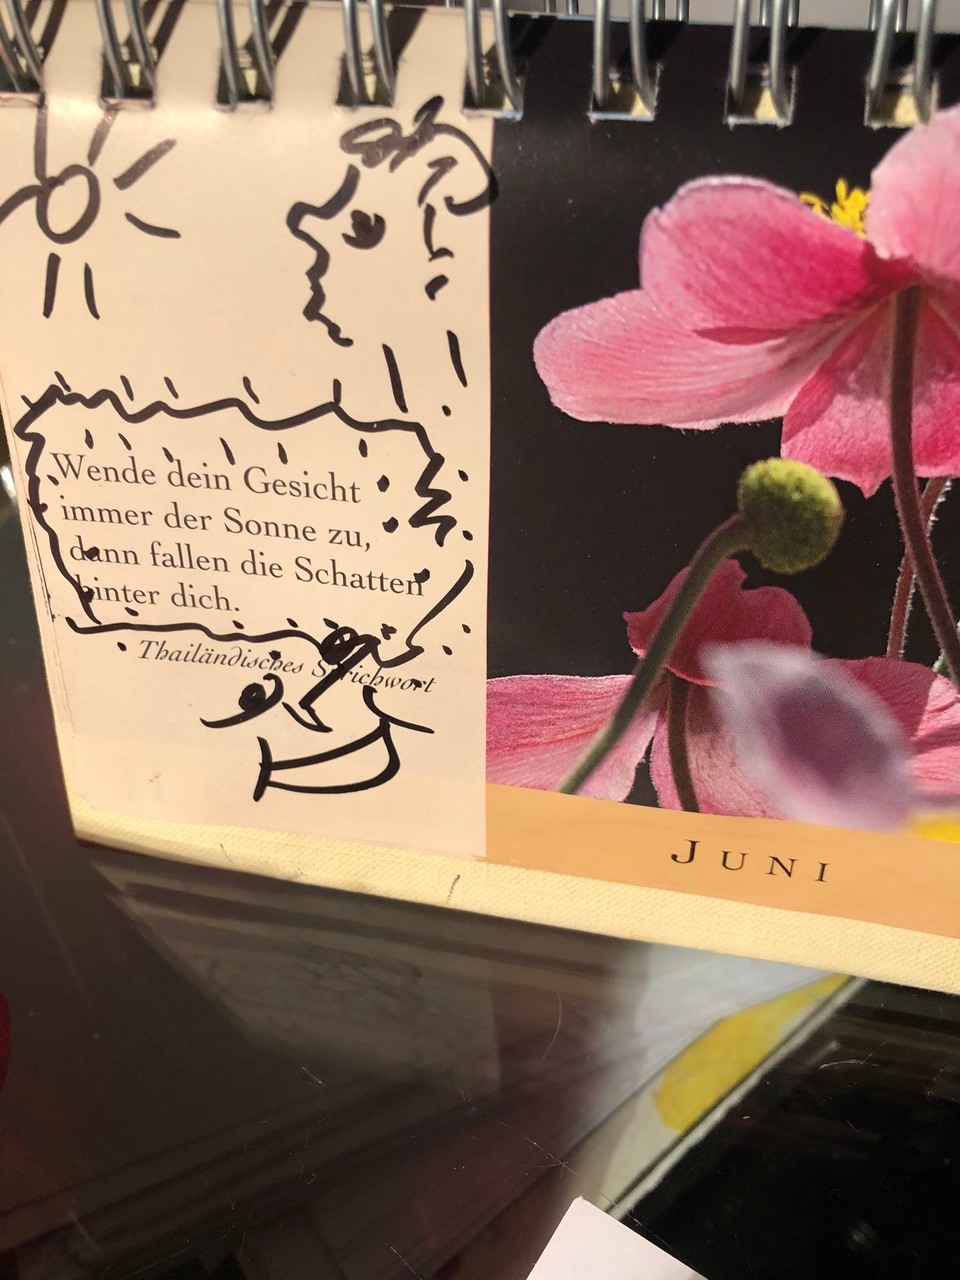 Wende dein Gesicht
immer der Sonne zu,
dann fallen die Schatten
hinter dich.
Thailändisches Sprichwort
JUNI